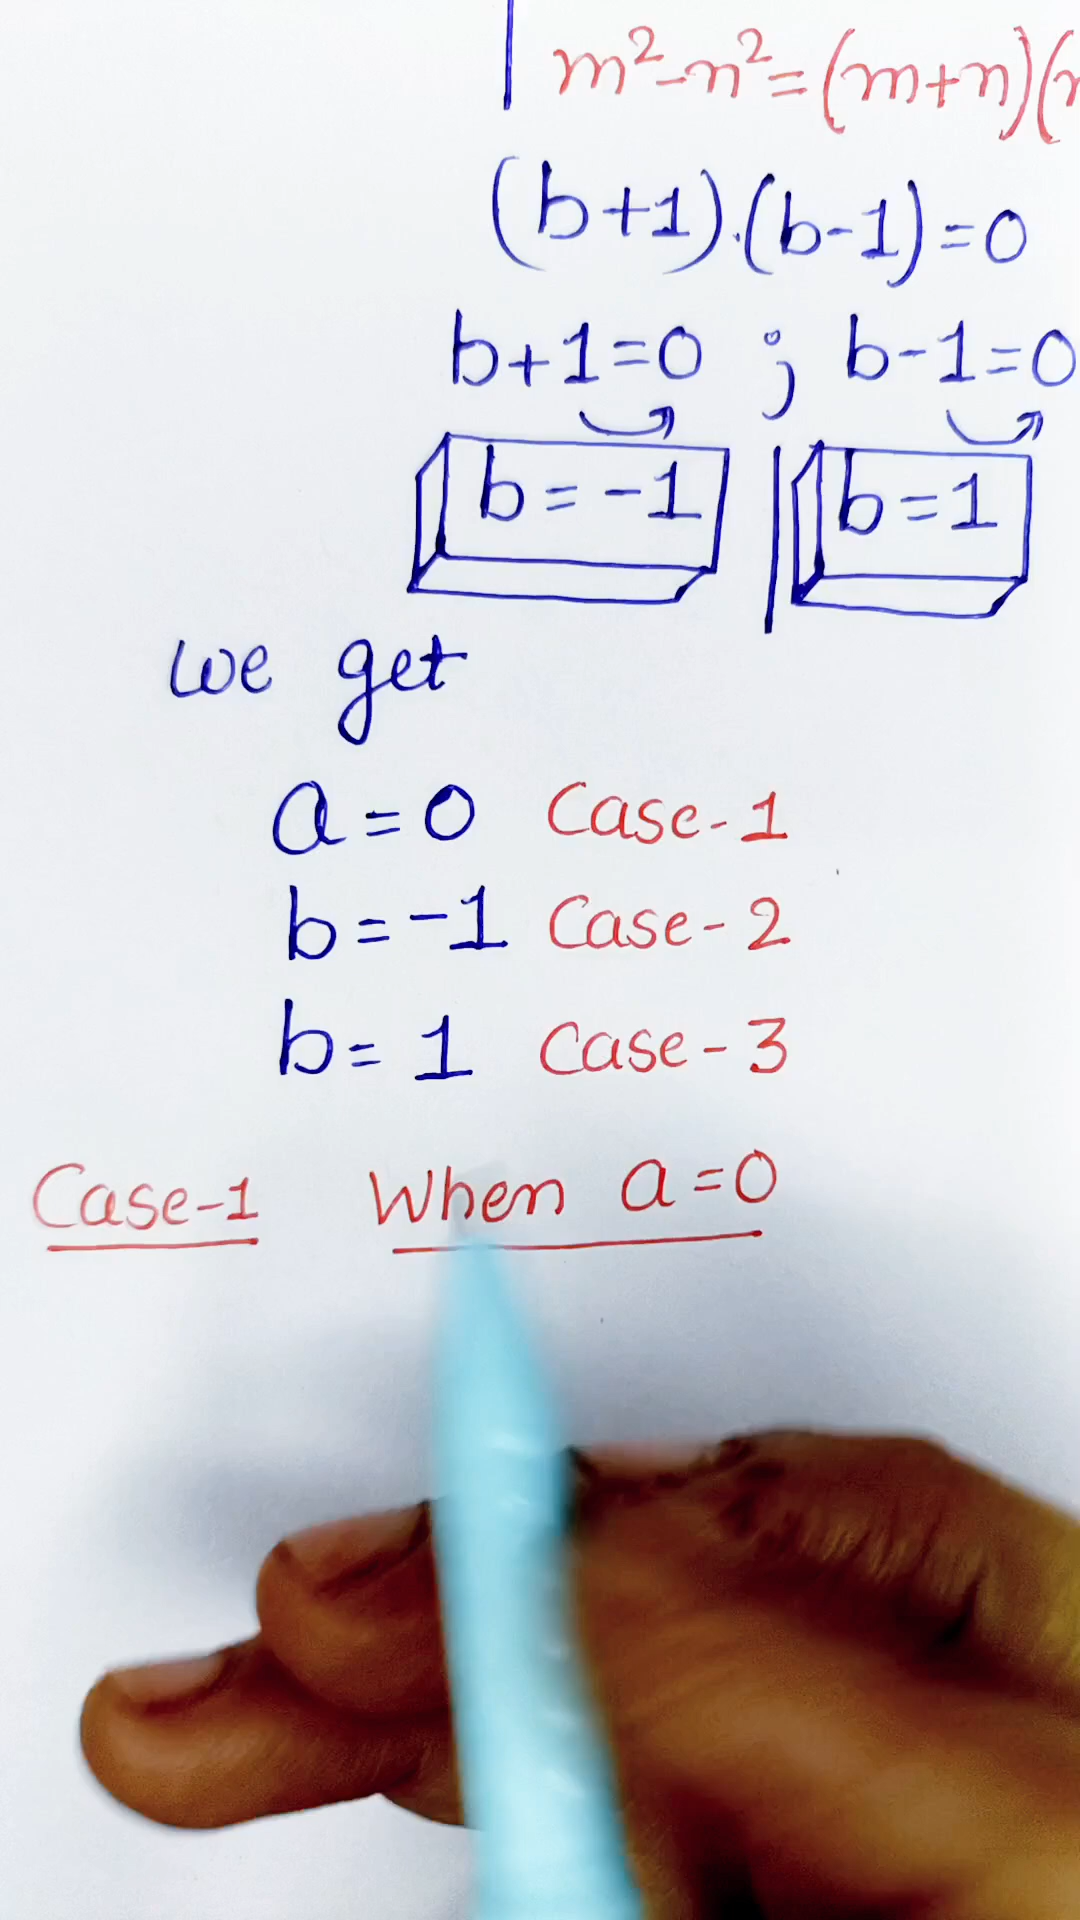 m²-n²=(m+n)(
(b+1).(b-1)=0
b+1=0 ; b-1=0
b=-1 | b=1
we get
a=0 Case-1
b=-1 Case-2
b=1 Case-3
Case-1 When a=0